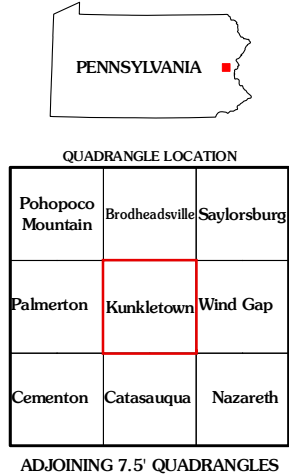 PENNSYLVANIA
QUADRANGLE LOCATION
Pohopoco
Mountain
Brodheadsville
Saylorsburg
Palmerton
Kunkletown
Wind Gap
Cementon
Catasauqua
Nazareth
ADJOINING 7.5' QUADRANGLES